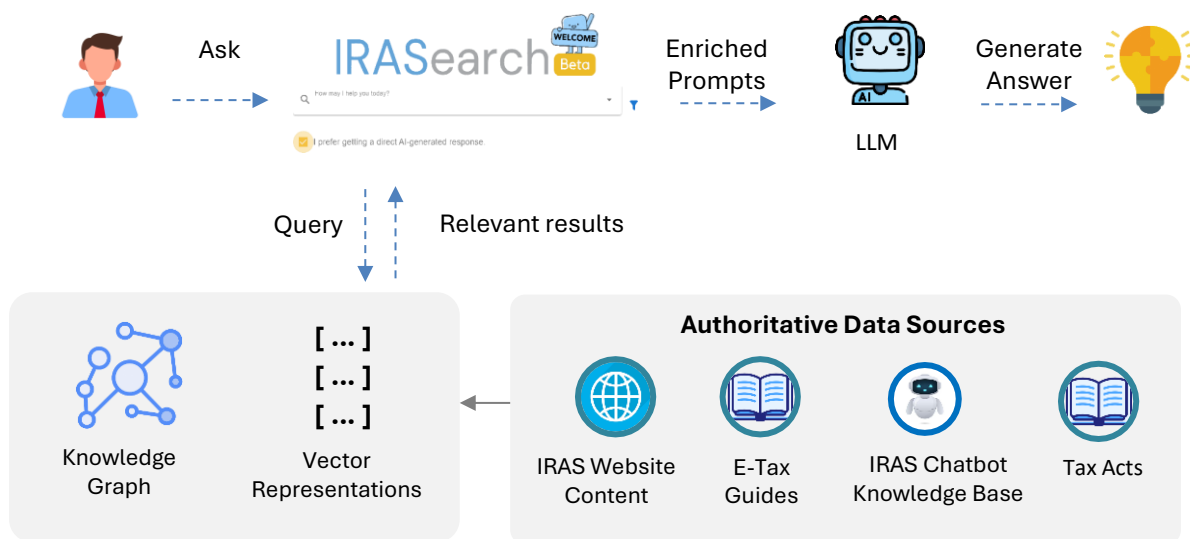 Ask
IRASearch
WELCOME
Beta
How may I help you today?
I prefer getting a direct AI-generated response
Enriched
Prompts
AI
LLM
Generate
Answer
Query
Relevant results
[ ... ]
[ ... ]
[ ... ]
Knowledge
Graph
Vector
Representations
Authoritative Data Sources
IRAS Website
Content
E-Tax
Guides
IRAS Chatbot
Knowledge Base
Tax Acts